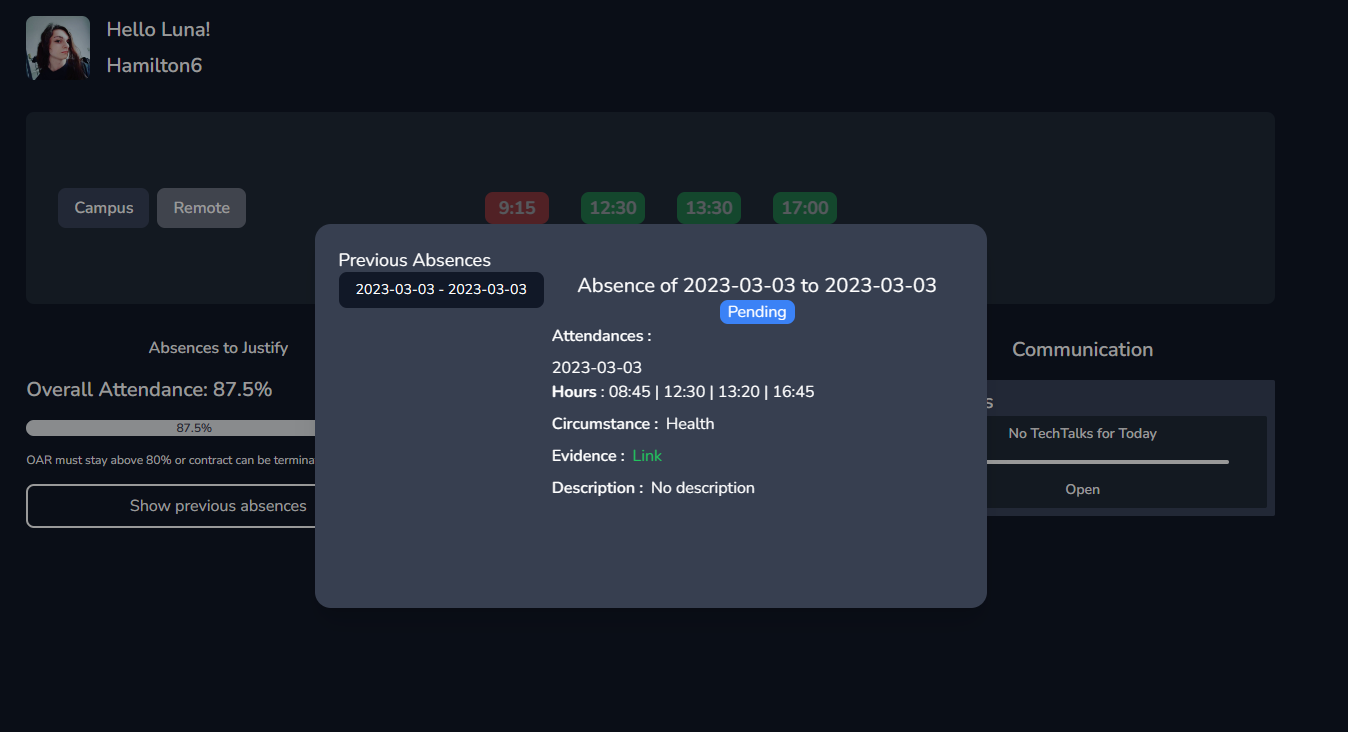 Hello Luna!
Hamilton6
Campus
Remote
9:15
12:30
13:30
17:00
Previous Absences
2023-03-03 - 2023-03-03
Absence of 2023-03-03 to 2023-03-03
Pending
Attendances :
2023-03-03
Hours : 08:45 | 12:30 | 13:20 | 16:45
Circumstance : Health
Evidence : Link
Description : No description
Absences to Justify
Overall Attendance: 87.5%
87.5%
OAR must stay above 80% or contract can be termina
Show previous absences
Communication
s
No TechTalks for Today
Open